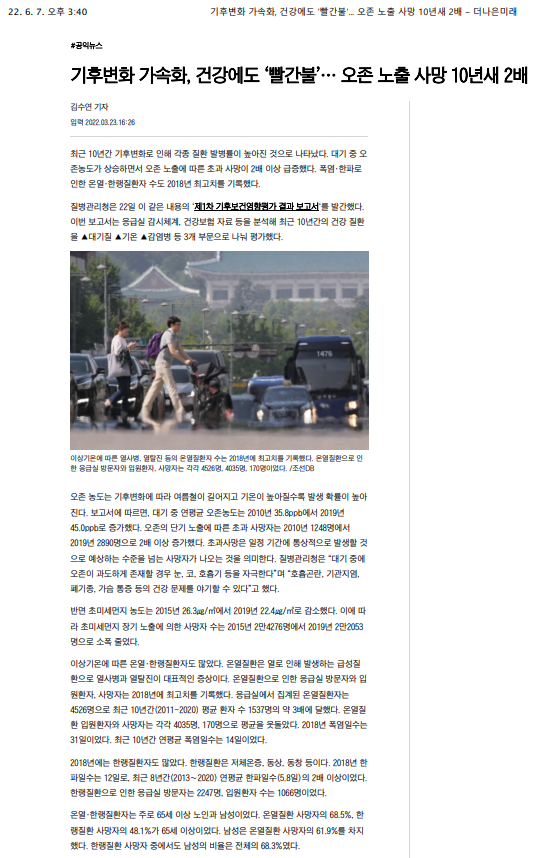 22. 6. 7. 오후 3:40
기후변화 가속화, 건강에도 ‘빨간불’... 오존 노출 사망 10년새 2배 - 더나은미래
#공익뉴스
기후변화 가속화, 건강에도 ‘빨간불’… 오존 노출 사망 10년새 2배
김수연 기자
입력 2022.03.23.16:26
최근 10년간 기후변화로 인해 각종 질환 발병률이 높아진 것으로 나타났다. 대기 중 오
존농도가 상승하면서 오존 노출에 따른 초과 사망이 2배 이상 급증했다. 폭염·한파로
인한 온열·한랭질환자 수도 2018년 최고치를 기록했다.
질병관리청은 22일 이 같은 내용의 ‘제1차 기후보건영향평가 결과 보고서’를 발간했다.
이번 보고서는 응급실 감시체계, 건강보험 자료 등을 분석해 최근 10년간의 건강 질환
을 ▲대기질 ▲기온 ▲감염병 등 3개 부문으로 나눠 평가했다.
1476
이상기온에 따른 열사병, 열탈진 등의 온열질환자 수는 2018년에 최고치를 기록했다. 온열질환으로 인
한 응급실 방문자와 입원환자, 사망자는 각각 4526명, 4035명, 170명이었다. /조선DB
오존 농도는 기후변화에 따라 여름철이 길어지고 기온이 높아질수록 발생 확률이 높아
진다. 보고서에 따르면, 대기 중 연평균 오존농도는 2010년 35.8ppb에서 2019년
45.0ppb로 증가했다. 오존의 단기 노출에 따른 초과 사망자는 2010년 1248명에서
2019년 2890명으로 2배 이상 증가했다. 초과사망은 일정 기간에 통상적으로 발생할 것
으로 예상하는 수준을 넘는 사망자가 나오는 것을 의미한다. 질병관리청은 “대기 중에
오존이 과도하게 존재할 경우 눈, 코, 호흡기 등을 자극한다”며 “호흡곤란, 기관지염,
폐기종, 가슴 통증 등의 건강 문제를 야기할 수 있다”고 했다.
반면 초미세먼지 농도는 2015년 26.3㎍/㎥에서 2019년 22.4㎍/㎥로 감소했다. 이에 따
라 초미세먼지 장기 노출에 의한 사망자 수는 2015년 2만4276명에서 2019년 2만2053
명으로 소폭 줄었다.
이상기온에 따른 온열·한랭질환자도 많았다. 온열질환은 열로 인해 발생하는 급성질
환으로 열사병과 열탈진이 대표적인 증상이다. 온열질환으로 인한 응급실 방문자와 입
원환자, 사망자는 2018년에 최고치를 기록했다. 응급실에서 집계된 온열질환자는
4526명으로 최근 10년간(2011~2020) 평균 환자 수 1537명의 약 3배에 달했다. 온열질
환 입원환자와 사망자는 각각 4035명, 170명으로 평균을 웃돌았다. 2018년 폭염일수는
31일이었다. 최근 10년간 연평균 폭염일수는 14일이었다.
2018년에는 한랭질환자도 많았다. 한랭질환은 저체온증, 동상, 동창 등이다. 2018년 한
파일수는 12일로, 최근 8년간(2013～2020) 연평균 한파일수(5.8일)의 2배 이상이었다.
한랭질환으로 인한 응급실 방문자는 2247명, 입원환자 수는 1066명이었다.
온열·한랭질환자는 주로 65세 이상 노인과 남성이었다. 온열질환 사망자의 68.5%, 한
랭질환 사망자의 48.1%가 65세 이상이었다. 남성은 온열질환 사망자의 61.9%를 차지
했다. 한랭질환 사망자 중에서도 남성의 비율은 전체의 68.3%였다.